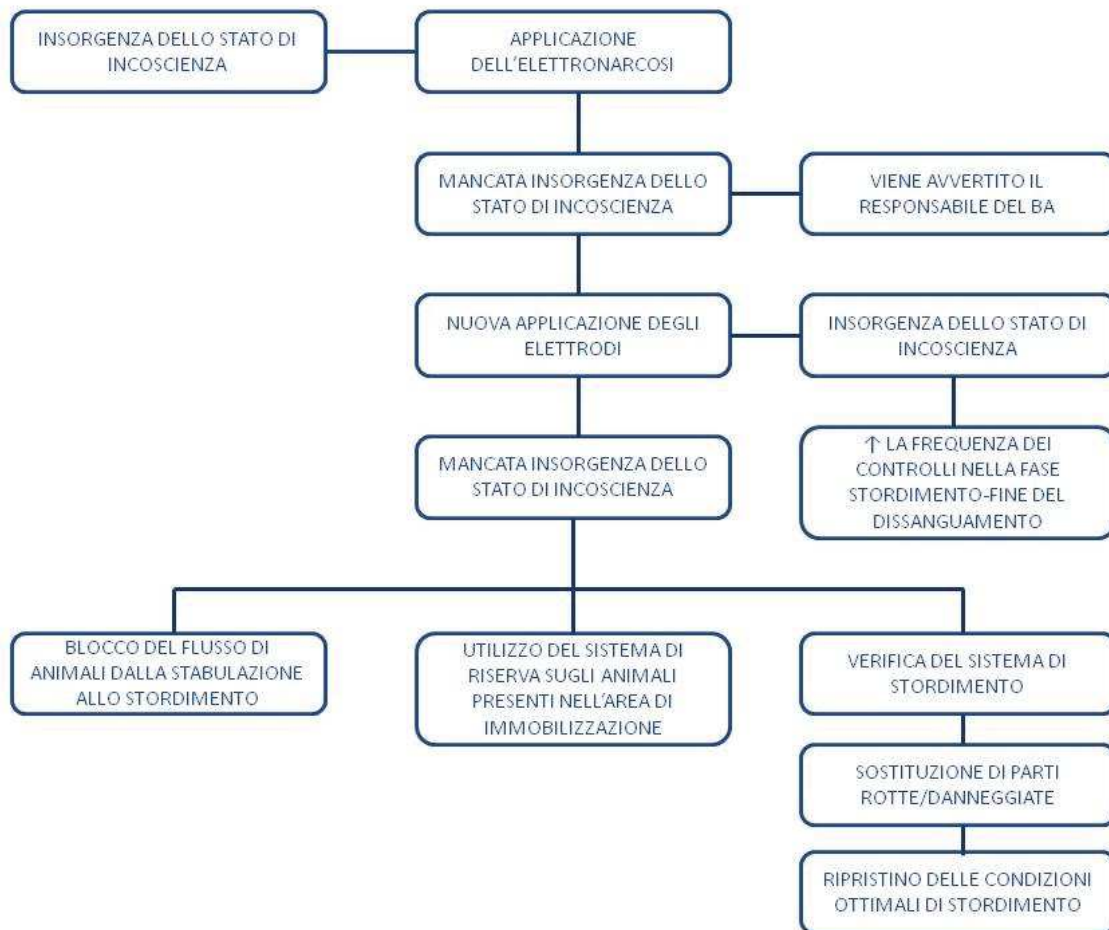 INSORGENZA DELLO STATO DI
INCOSCIENZA
APPLICAZIONE
DELL'ELETTRONARCOSI
MANCATA INSORGENZA DELLO
STATO DI INCOSCIENZA
VIENE AVVERTITO IL
RESPONSABILE DEL BA
NUOVA APPLICAZIONE DEGLI
ELETTRODI
INSORGENZA DELLO STATO DI
INCOSCIENZA
MANCATA INSORGENZA DELLO
STATO DI INCOSCIENZA
↑ LA FREQUENZA DEI
CONTROLLI NELLA FASE
STORDIMENTO-FINE DEL
DISSANGUAMENTO
BLOCCO DEL FLUSSO DI
ANIMALI DALLA STABULAZIONE
ALLO STORDIMENTO
UTILIZZO DEL SISTEMA DI
RISERVA SUGLI ANIMALI
PRESENTI NELL'AREA DI
IMMOBILIZZAZIONE
VERIFICA DEL SISTEMA DI
STORDIMENTO
SOSTITUZIONE DI PARTI
ROTTE/DANNEGGIATE
RIPRISTINO DELLE CONDIZIONI
OTTIMALI DI STORDIMENTO